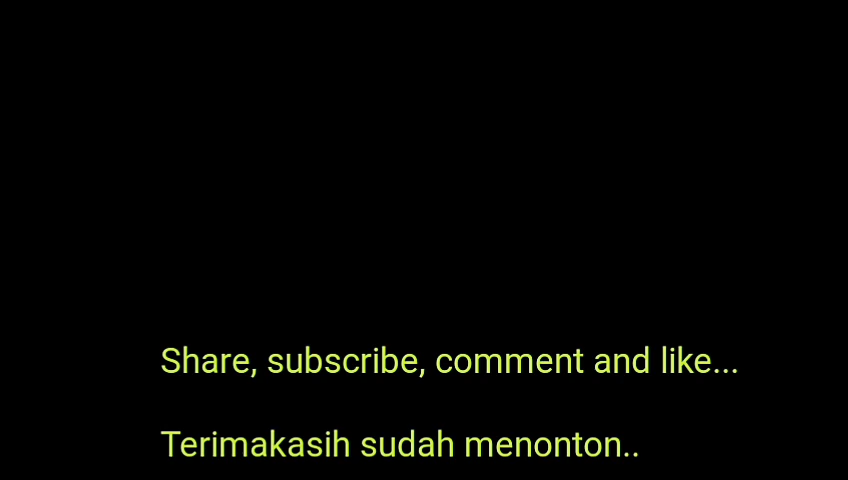 Share, subscribe, comment and like...
Terimakasih sudah menonton..